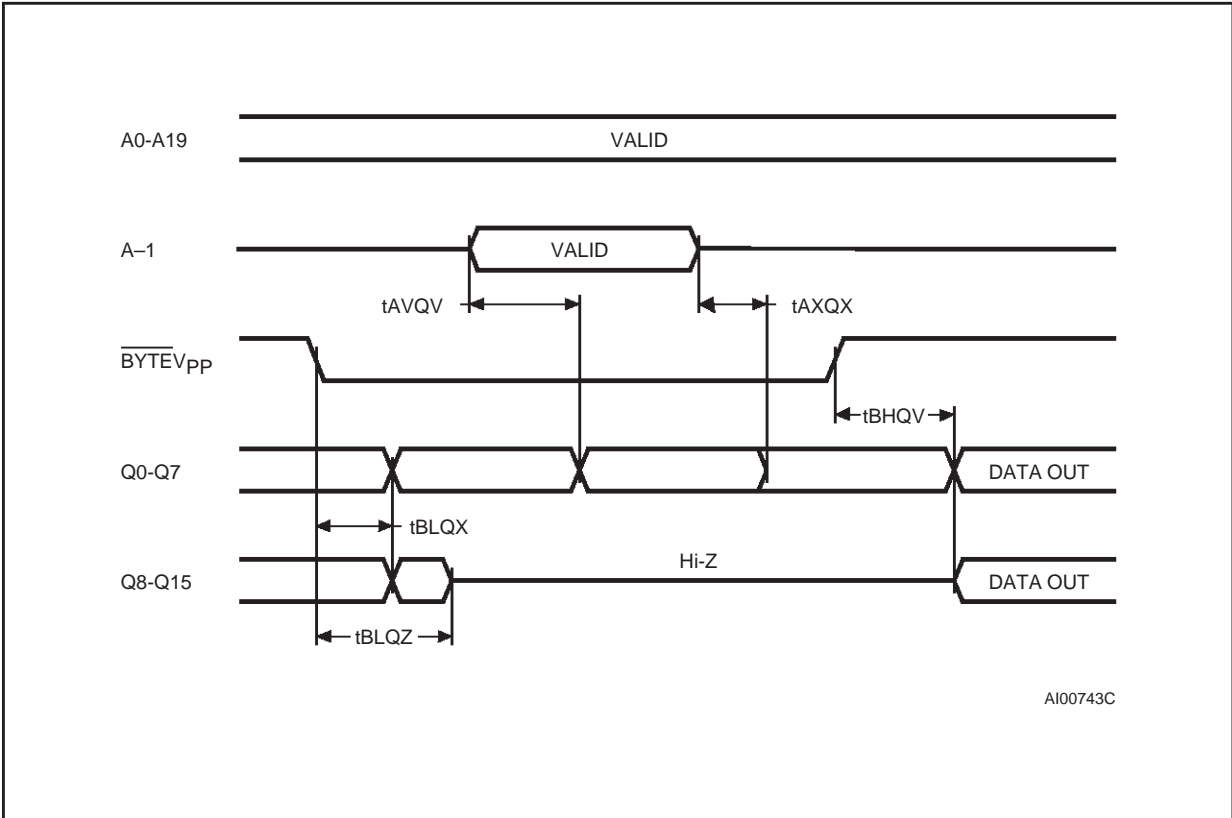 A0-A19 VALID
A–1 VALID
tAVQV tAXQX
BYTEVPP
tBHQV
Q0-Q7 DATA OUT
tBLQX
Hi-Z
Q8-Q15 DATA OUT
tBLQZ
AI00743C